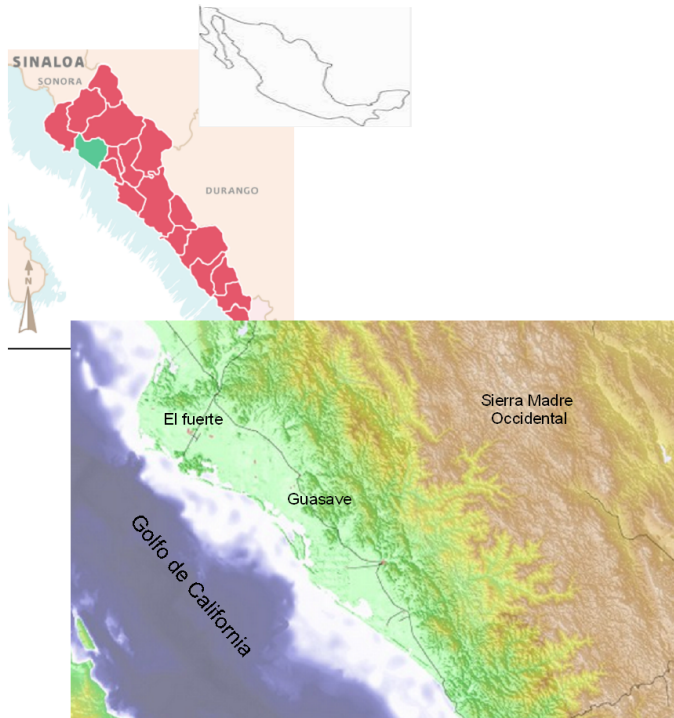 SINALOA
SONORA
DURANGO
N
El fuerte
Sierra Madre
Occidental
Guasave
Golfo de California